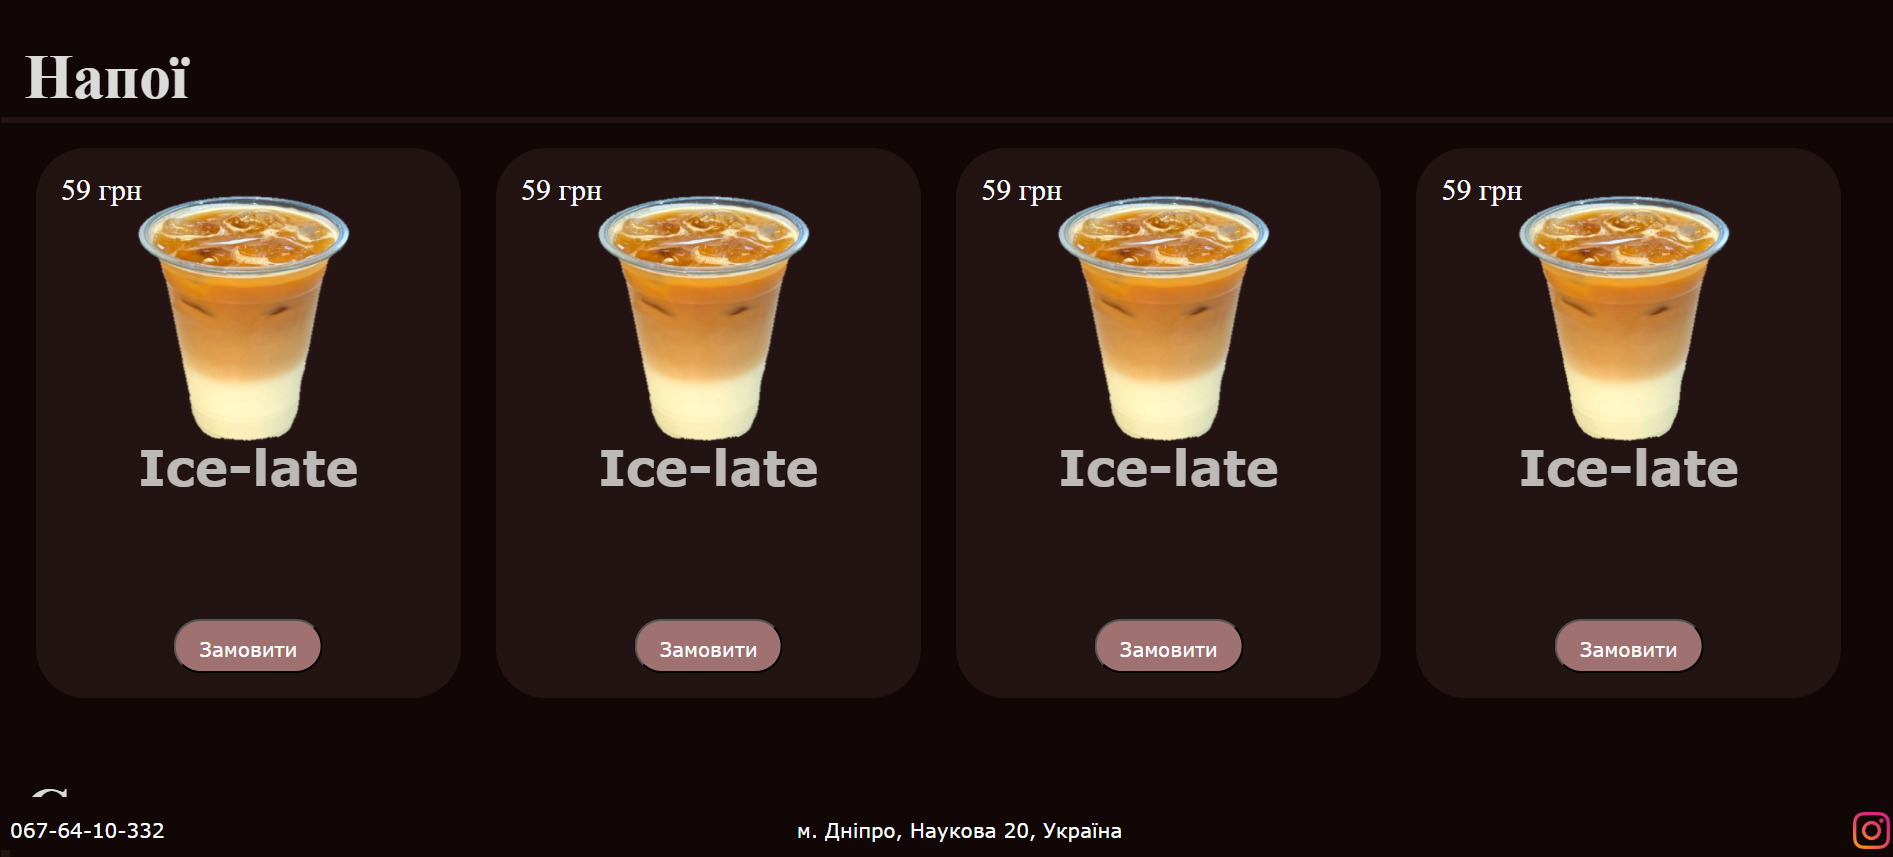 Напої
59 грн
59 грн
59 грн
59 грн
Ice-late
Ice-late
Ice-late
Ice-late
Замовити
Замовити
Замовити
Замовити
067-64-10-332
м. Дніпро, Наукова 20, Україна